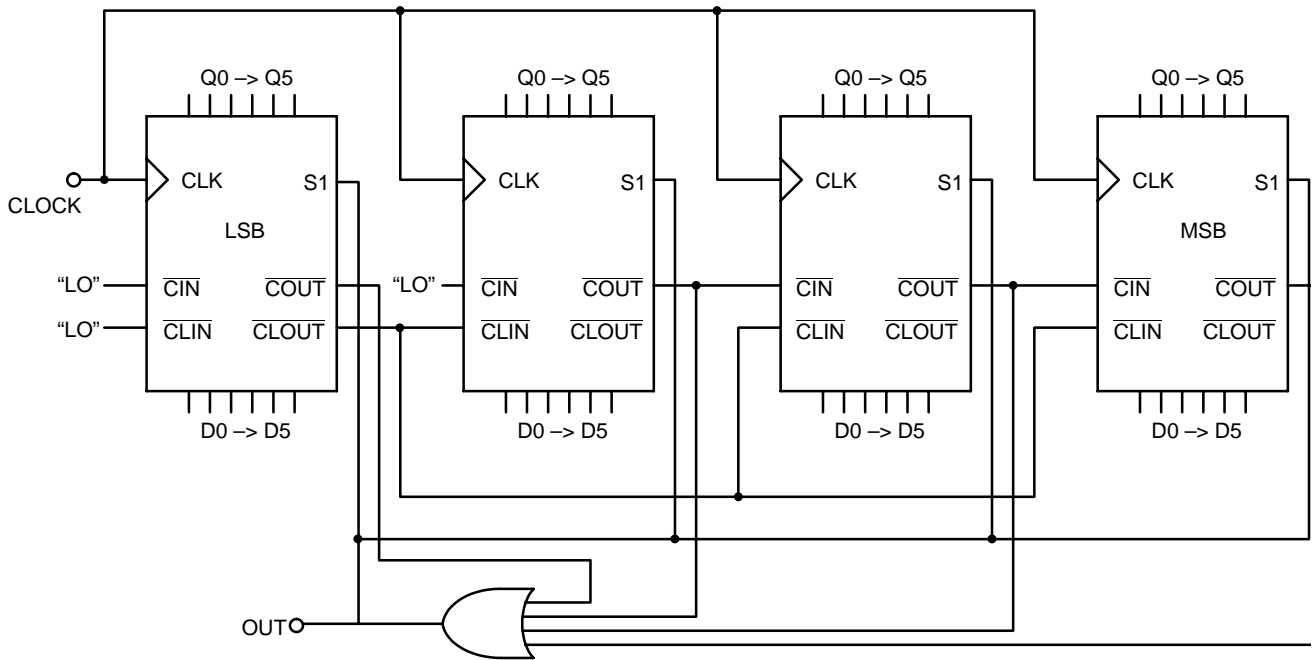 Q0 –> Q5 Q0 –> Q5 Q0 –> Q5 Q0 –> Q5
CLK S1 CLK S1 CLK S1 CLK S1
CLOCK
LSB MSB
“LO” CIN COUT “LO” CIN COUT CIN COUT CIN COUT
“LO” CLIN CLOUT CLIN CLOUT CLIN CLOUT CLIN CLOUT
D0 –> D5 D0 –> D5 D0 –> D5 D0 –> D5
OUT